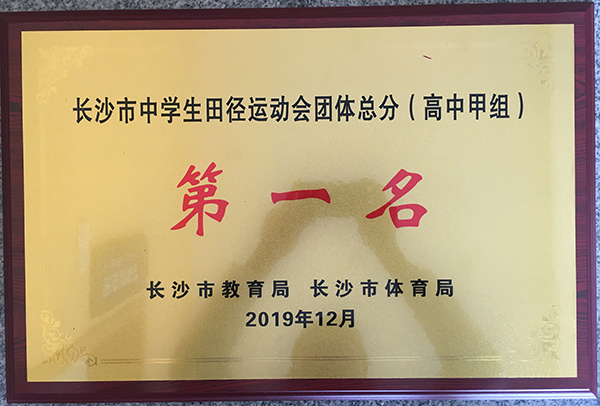 长沙市中学生田径运动会团体总分（高中甲组）
第一名
长沙市教育局 长沙市体育局
2019年12月